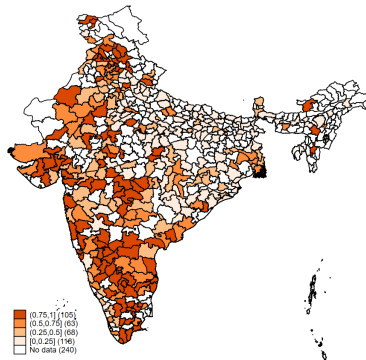 (0.75,1] (105)
(0.5,0.75] (63)
(0.25,0.5] (68)
[0,0.25] (116)
No data (240)